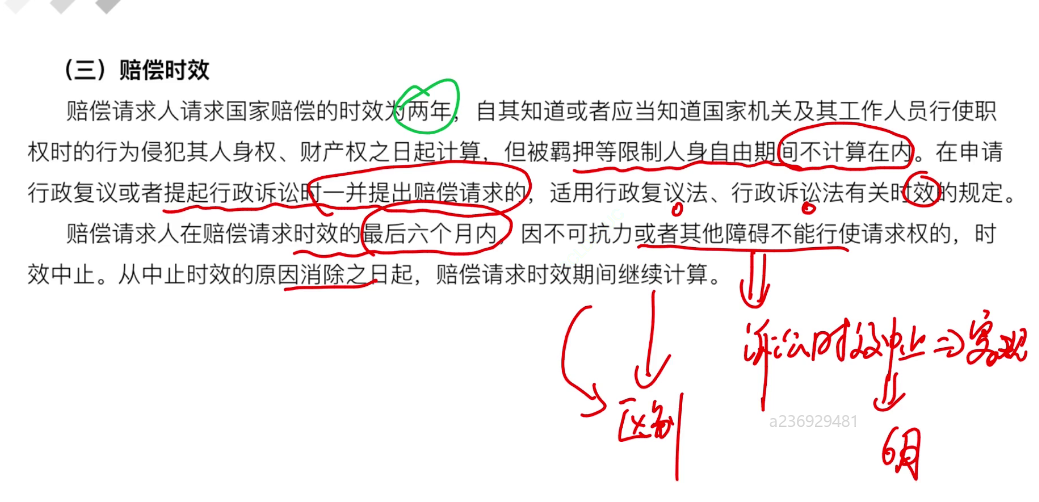 （三）赔偿时效
赔偿请求人请求国家赔偿的时效为两年，自其知道或者应当知道国家机关及其工作人员行使职
权时的行为侵犯其人身权、财产权之日起计算，但被羁押等限制人身自由期间不计算在内。在申请
行政复议或者提起行政诉讼时一并提出赔偿请求的，适用行政复议法、行政诉讼法有关时效的规定。
赔偿请求人在赔偿请求时效的最后六个月内，因不可抗力或者其他障碍不能行使请求权的，时
效中止。从中止时效的原因消除之日起，赔偿请求时效期间继续计算。
诉讼时效中止⇒客观
区别
a236929481
6月